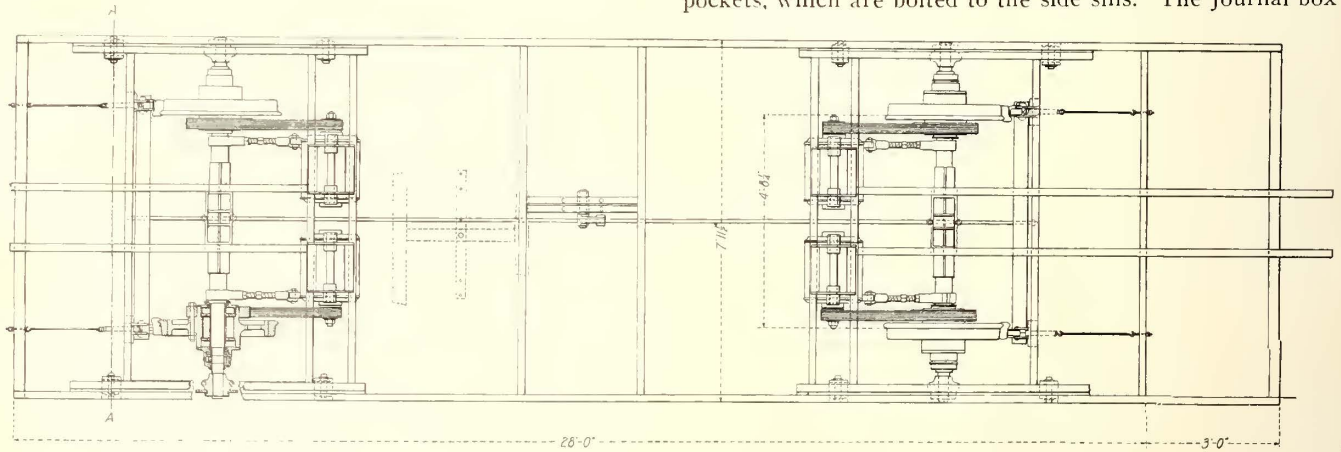 pockets, which are bolted to the side sills. The journal box
A
4'-8¼"
7'11½"
A
28'-0"
3'-0"